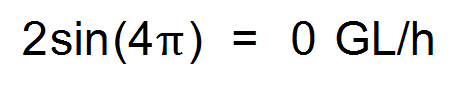 2sin(4π) = 0 GL/h